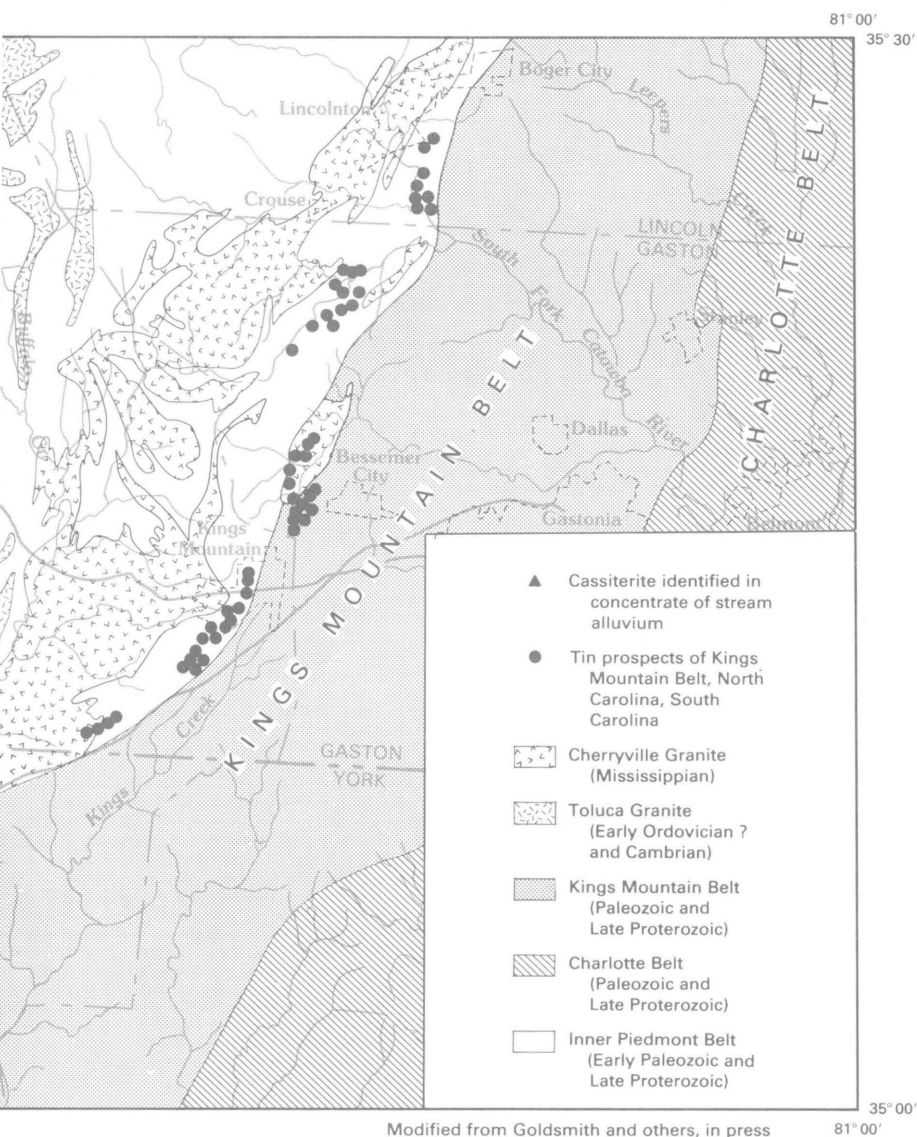 81° 00'
35° 30'
Boger City
Lincolnton
Leepers
Creek
Crouse
LINCOLN
GASTON
South
Fork
Catawba
River
Stanley
Buffalo
Cr
CHARLOTTE BELT
KINGS MOUNTAIN BELT
Dallas
Bessemer
City
Gastonia
Belmont
Kings
Mountain
Kings
Creek
GASTON
YORK
▲ Cassiterite identified in
concentrate of stream
alluvium
● Tin prospects of Kings
Mountain Belt, North
Carolina, South
Carolina
Cherryville Granite
(Mississippian)
Toluca Granite
(Early Ordovician ?
and Cambrian)
Kings Mountain Belt
(Paleozoic and
Late Proterozoic)
Charlotte Belt
(Paleozoic and
Late Proterozoic)
Inner Piedmont Belt
(Early Paleozoic and
Late Proterozoic)
35° 00'
Modified from Goldsmith and others, in press
81° 00'